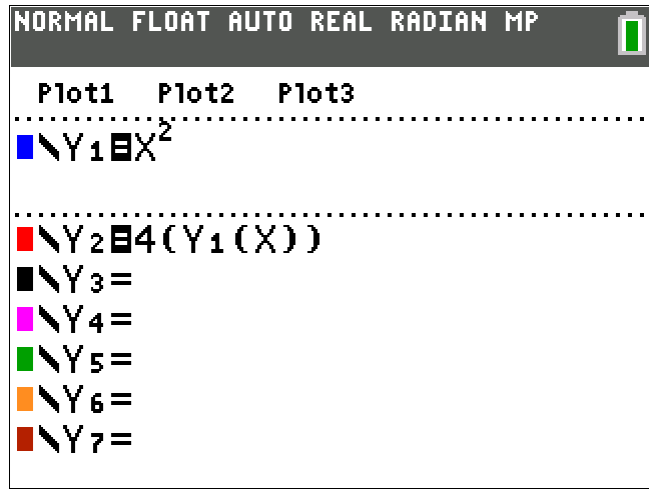 NORMAL FLOAT AUTO REAL RADIAN MP
Plot1 Plot2 Plot3
\Y₁=X²
\Y₂=4(Y₁(X))
\Y₃=
\Y₄=
\Y₅=
\Y₆=
\Y₇=